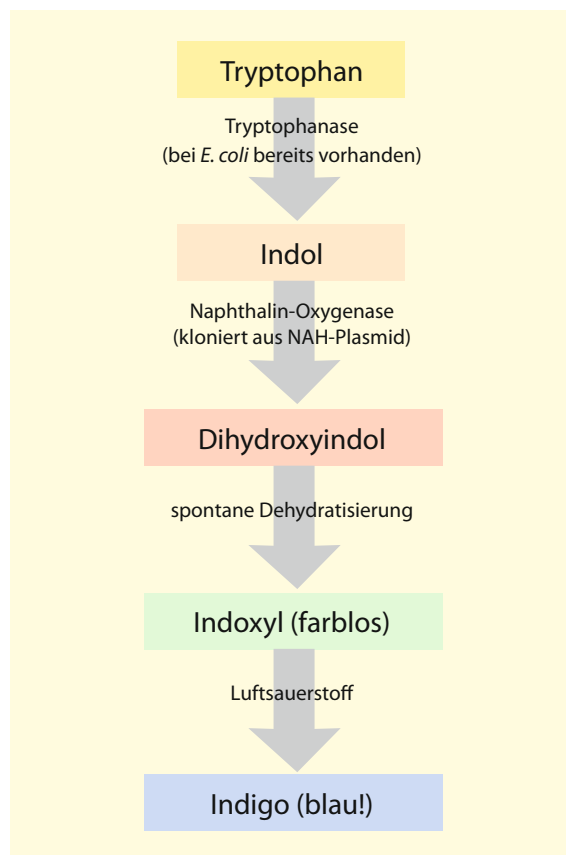 Tryptophan
Tryptophanase
(bei E. coli bereits vorhanden)
Indol
Naphthalin-Oxygenase
(kloniert aus NAH-Plasmid)
Dihydroxyindol
spontane Dehydratisierung
Indoxyl (farblos)
Luftsauerstoff
Indigo (blau!)